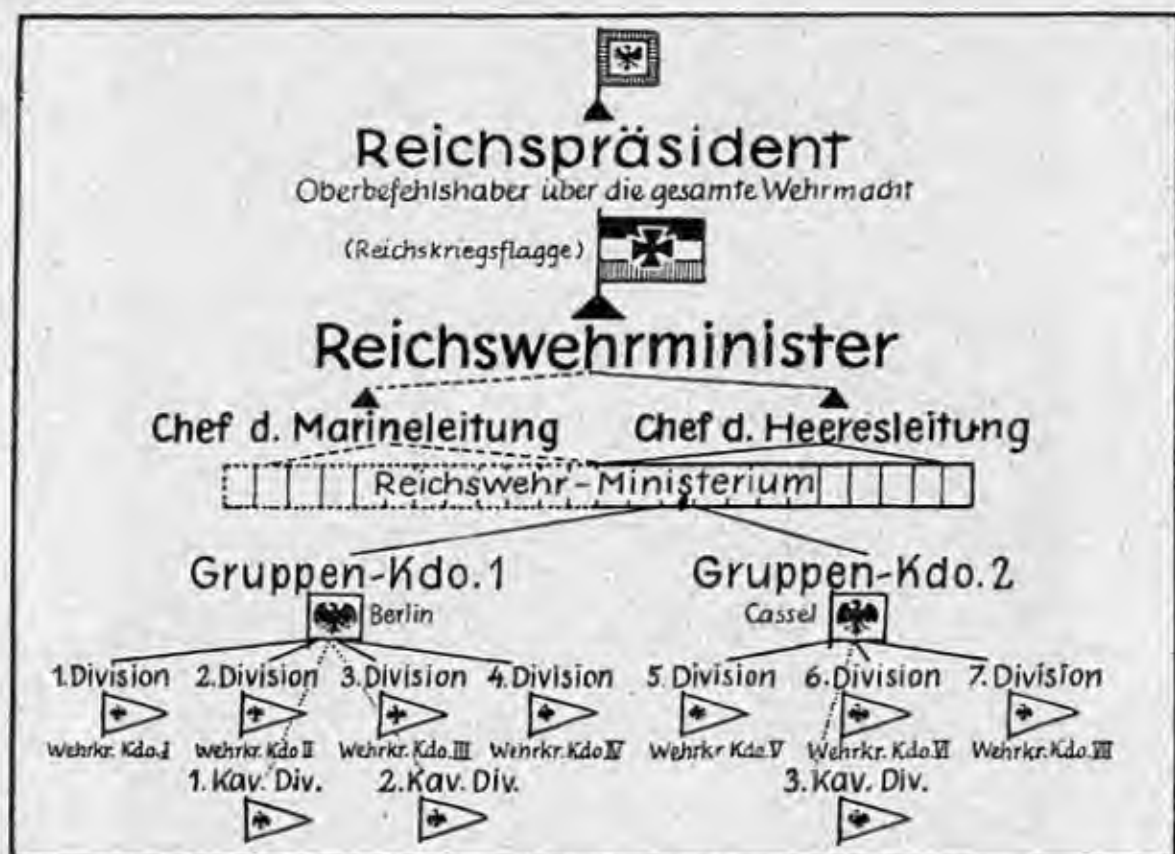 Reichspräsident
Oberbefehlshaber über die gesamte Wehrmacht
(Reichskriegsflagge)
Reichswehrminister
Chef d. Marineleitung Chef d. Heeresleitung
Reichswehr-Ministerium
Gruppen-Kdo. 1 Gruppen-Kdo. 2
Berlin Cassel
1. Division 2. Division 3. Division 4. Division 5. Division 6. Division 7. Division
Wehrkr. Kdo. I Wehrkr. Kdo II Wehrkr. Kdo. III Wehrkr. Kdo IV Wehrkr Kdo. V Wehrkr. Kdo. VI Wehrkr. Kdo. VII
1. Kav. Div. 2. Kav. Div. 3. Kav. Div.